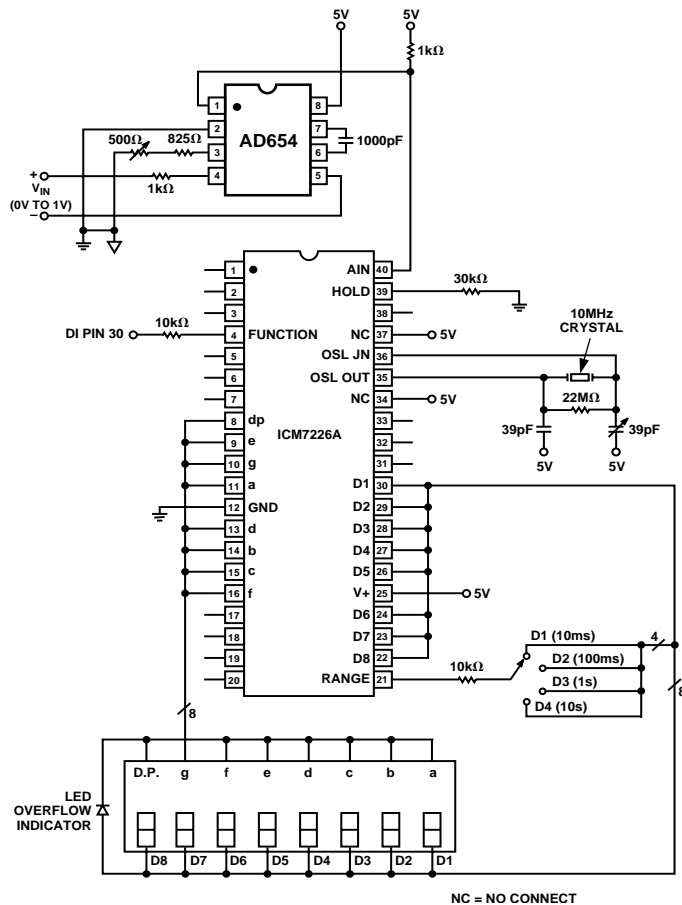 5V
5V
1kΩ
1
8
2
7
AD654
1000pF
500Ω
825Ω
3
6
+
4
5
VIN
1kΩ
(0V TO 1V)
–
1
AIN
40
30kΩ
2
HOLD
39
3
38
10MHz
CRYSTAL
10kΩ
DI PIN 30
4
FUNCTION
NC
37
5V
5
OSL JN
36
6
OSL OUT
35
7
NC
34
5V
22MΩ
8
dp
33
39pF
39pF
9
e
ICM7226A
32
5V
5V
10
g
31
11
a
D1
30
12
GND
D2
29
13
d
D3
28
14
b
D4
27
15
c
D5
26
16
f
V+
25
5V
17
D6
24
18
D7
23
D1 (10ms)
4
19
D8
22
10kΩ
D2 (100ms)
20
RANGE
21
D3 (1s)
8
D4 (10s)
8
D.P.
g
f
e
d
c
b
a
LED
OVERFLOW
INDICATOR
D8
D7
D6
D5
D4
D3
D2
D1
NC = NO CONNECT